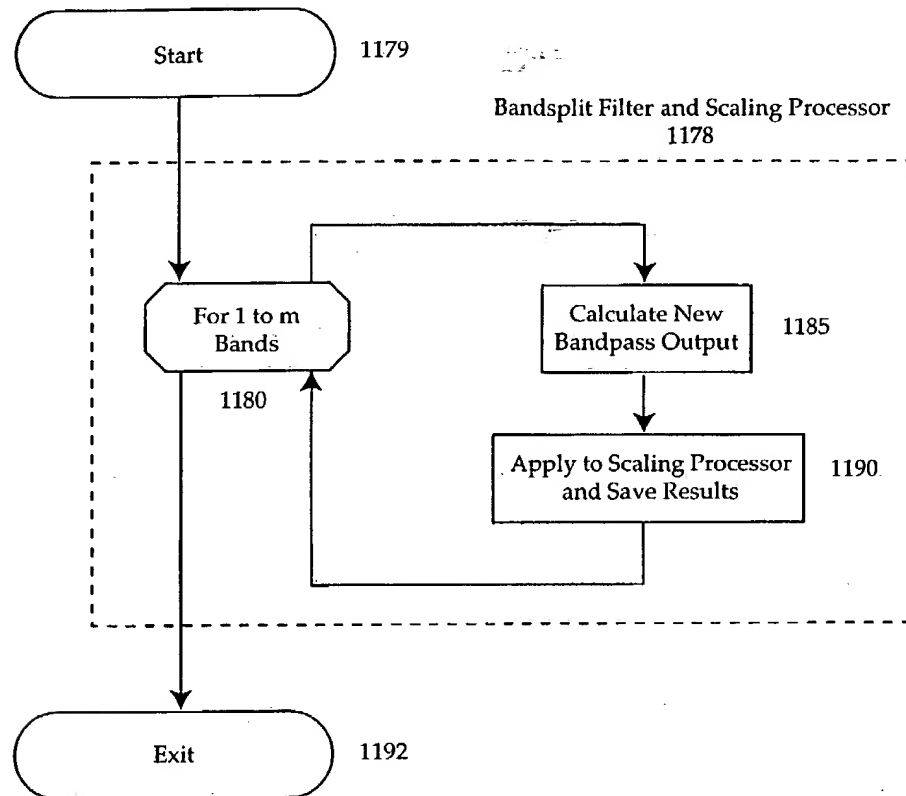 Start
1179
Bandsplit Filter and Scaling Processor
1178
For 1 to m
Bands
1180
Calculate New
Bandpass Output
1185
Apply to Scaling Processor
and Save Results
1190
Exit
1192